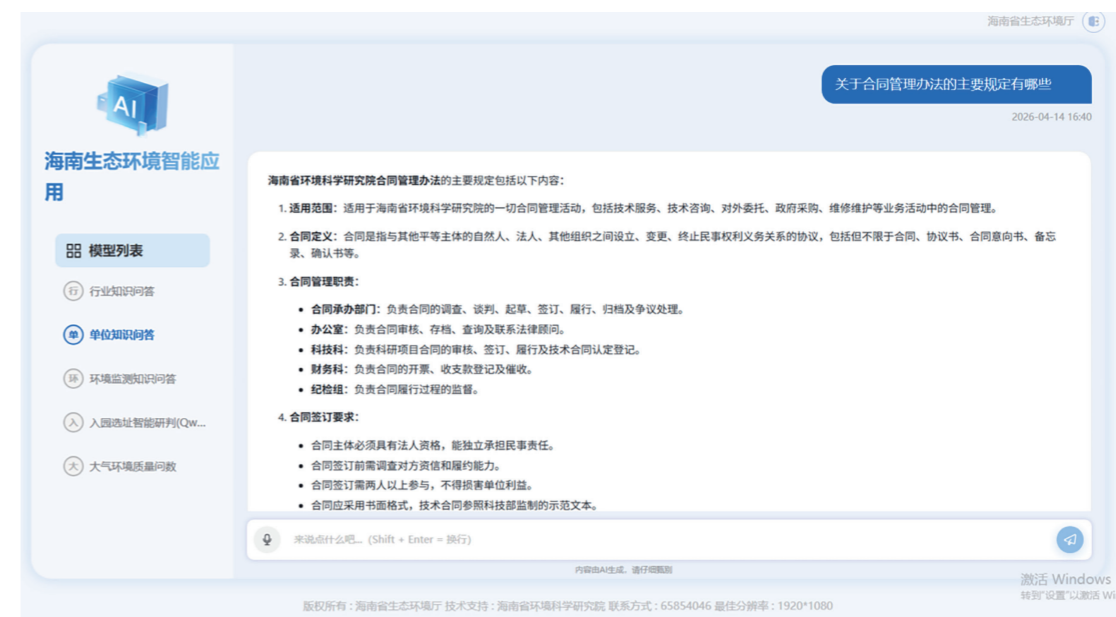 海南省生态环境厅
AI
海南生态环境智能应
用
模型列表
行 行业知识问答
单 单位知识问答
环 环境监测知识问答
入 入园选址智能研判(Qw...
大 大气环境质量问数
关于合同管理办法的主要规定有哪些
2026-04-14 16:40
海南省环境科学研究院合同管理办法的主要规定包括以下内容：
1. 适用范围：适用于海南省环境科学研究院的一切合同管理活动，包括技术服务、技术咨询、对外委托、政府采购、维修维护等业务活动中的合同管理。
2. 合同定义：合同是指与其他平等主体的自然人、法人、其他组织之间设立、变更、终止民事权利义务关系的协议，包括但不限于合同、协议书、合同意向书、备忘
录、确认书等。
3. 合同管理职责：
• 合同承办部门：负责合同的调查、谈判、起草、签订、履行、归档及争议处理。
• 办公室：负责合同审核、存档、查询及联系法律顾问。
• 科技科：负责科研项目合同的审核、签订、履行及技术合同认定登记。
• 财务科：负责合同的开票、收支款登记及催收。
• 纪检组：负责合同履行过程的监督。
4. 合同签订要求：
• 合同主体必须具有法人资格，能独立承担民事责任。
• 合同签订前需调查对方资信和履约能力。
• 合同签订需两人以上参与，不得损害单位利益。
• 合同应采用书面格式，技术合同参照科技部监制的示范文本。
来说点什么吧... (Shift + Enter = 换行)
内容由AI生成，请仔细甄别
激活 Windows
转到"设置"以激活 Wi
版权所有 : 海南省生态环境厅 技术支持 : 海南省环境科学研究院 联系方式 : 65854046 最佳分辨率 : 1920*1080